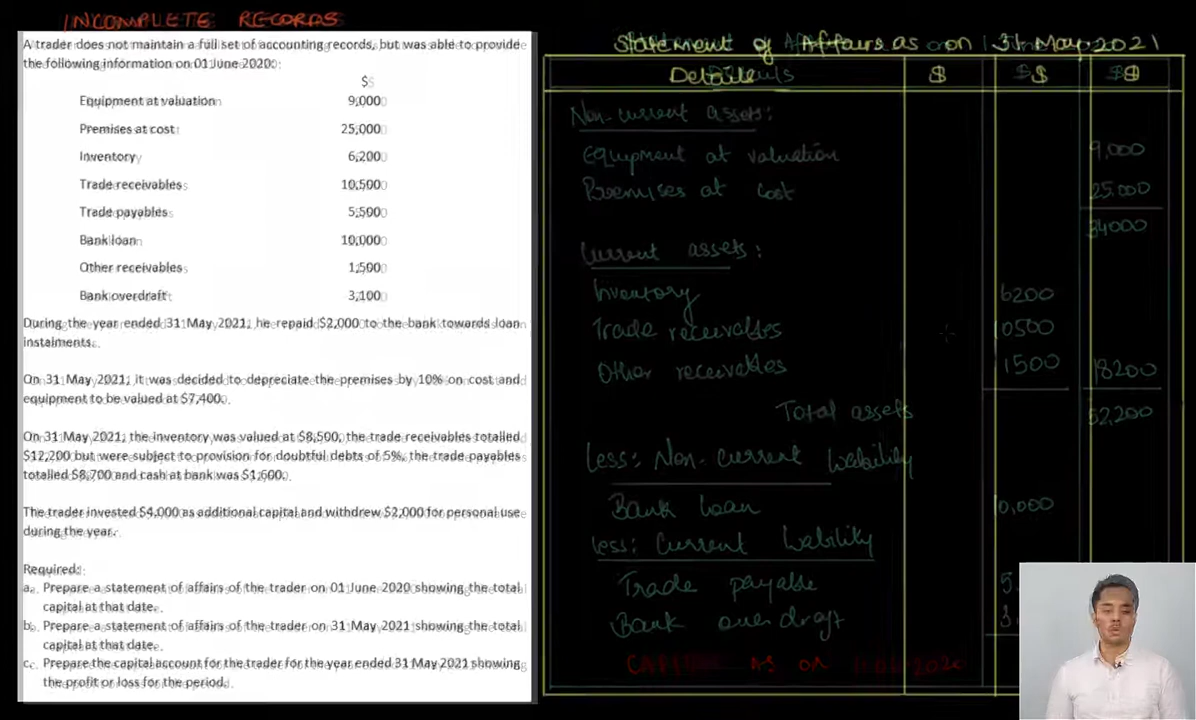 INCOMPLETE RECORDS
A trader does not maintain a full set of accounting records, but was able to provide
the following information on 01 June 2020:
$
Equipment at valuation 9,000
Premises at cost 25,000
Inventory 6,200
Trade receivables 10,500
Trade payables 5,500
Bank loan 10,000
Other receivables 1,500
Bank overdraft 3,100
During the year ended 31 May 2021, he repaid $2,000 to the bank towards loan
instalments.
On 31 May 2021, it was decided to depreciate the premises by 10% on cost and
equipment to be valued at $7,400.
On 31 May 2021, the inventory was valued at $8,500, the trade receivables totalled
$12,200 but were subject to provision for doubtful debts of 5%, the trade payables
totalled $8,700 and cash at bank was $1,600.
The trader invested $4,000 as additional capital and withdrew $2,000 for personal use
during the year.
Required:
a. Prepare a statement of affairs of the trader on 01 June 2020 showing the total
capital at that date.
b. Prepare a statement of affairs of the trader on 31 May 2021 showing the total
capital at that date.
c. Prepare the capital account for the trader for the year ended 31 May 2021 showing
the profit or loss for the period.
Statement of Affairs as on 31 May 2021
Details $ $ $
Non-current assets:
Equipment at valuation 9,000
Premises at cost 25.000
34000
Current assets:
Inventory 6200
Trade receivables 10500
Other receivables 1500 18200
Total assets 52,200
less: Non-current liability
Bank loan 10,000
less: Current liability
Trade payable
Bank overdraft
AS ON